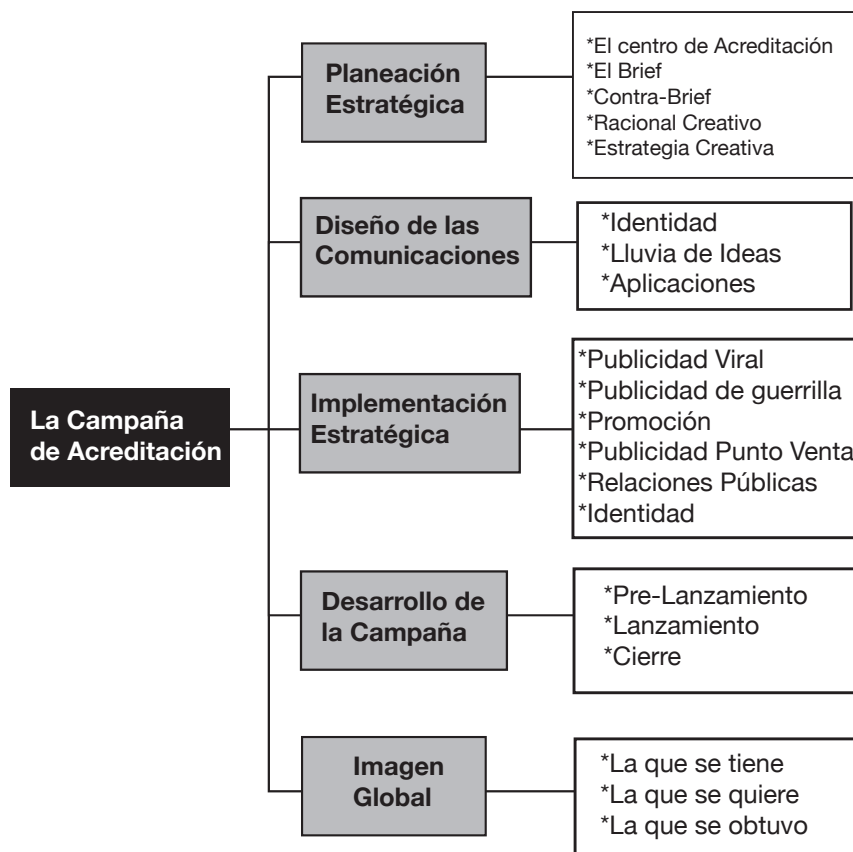 La Campaña
de Acreditación
Planeación
Estratégica
*El centro de Acreditación
*El Brief
*Contra-Brief
*Racional Creativo
*Estrategia Creativa
Diseño de las
Comunicaciones
*Identidad
*Lluvia de Ideas
*Aplicaciones
Implementación
Estratégica
*Publicidad Viral
*Publicidad de guerrilla
*Promoción
*Publicidad Punto Venta
*Relaciones Públicas
*Identidad
Desarrollo de
la Campaña
*Pre-Lanzamiento
*Lanzamiento
*Cierre
Imagen
Global
*La que se tiene
*La que se quiere
*La que se obtuvo